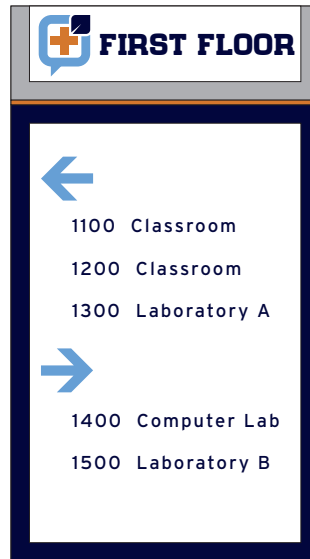 FIRST FLOOR
1100 Classroom
1200 Classroom
1300 Laboratory A
1400 Computer Lab
1500 Laboratory B